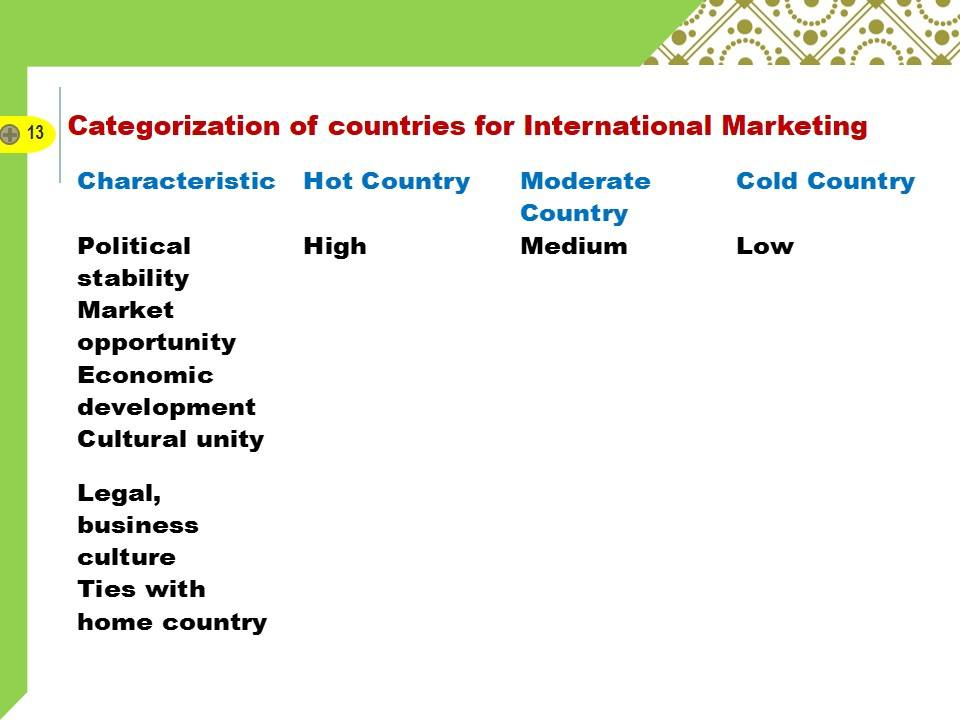 13
Categorization of countries for International Marketing
Characteristic Hot Country Moderate Country Cold Country
Political stability High Medium Low
Market
opportunity
Economic
development
Cultural unity
Legal,
business
culture
Ties with
home country